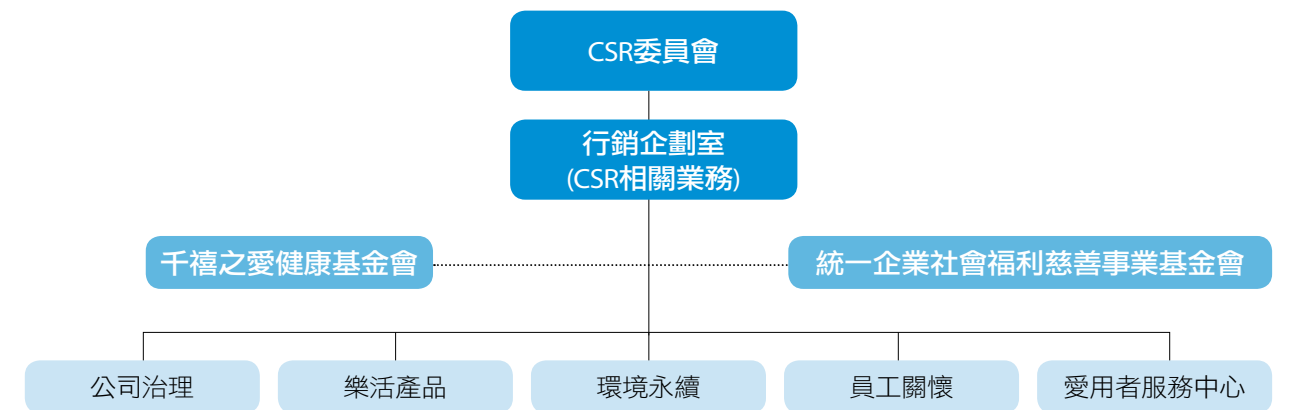 CSR委員會
行銷企劃室
(CSR相關業務)
千禧之愛健康基金會
統一企業社會福利慈善事業基金會
公司治理
樂活產品
環境永續
員工關懷
愛用者服務中心